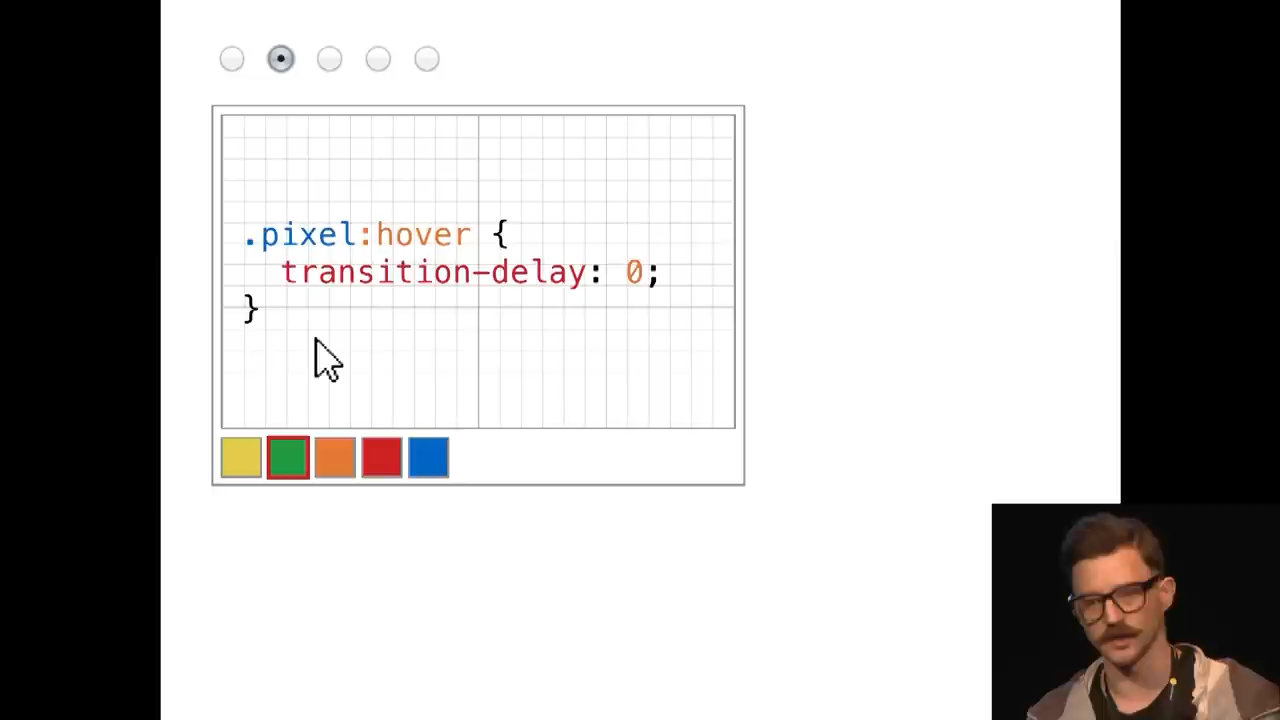 .pixel:hover {
transition-delay: 0;
}